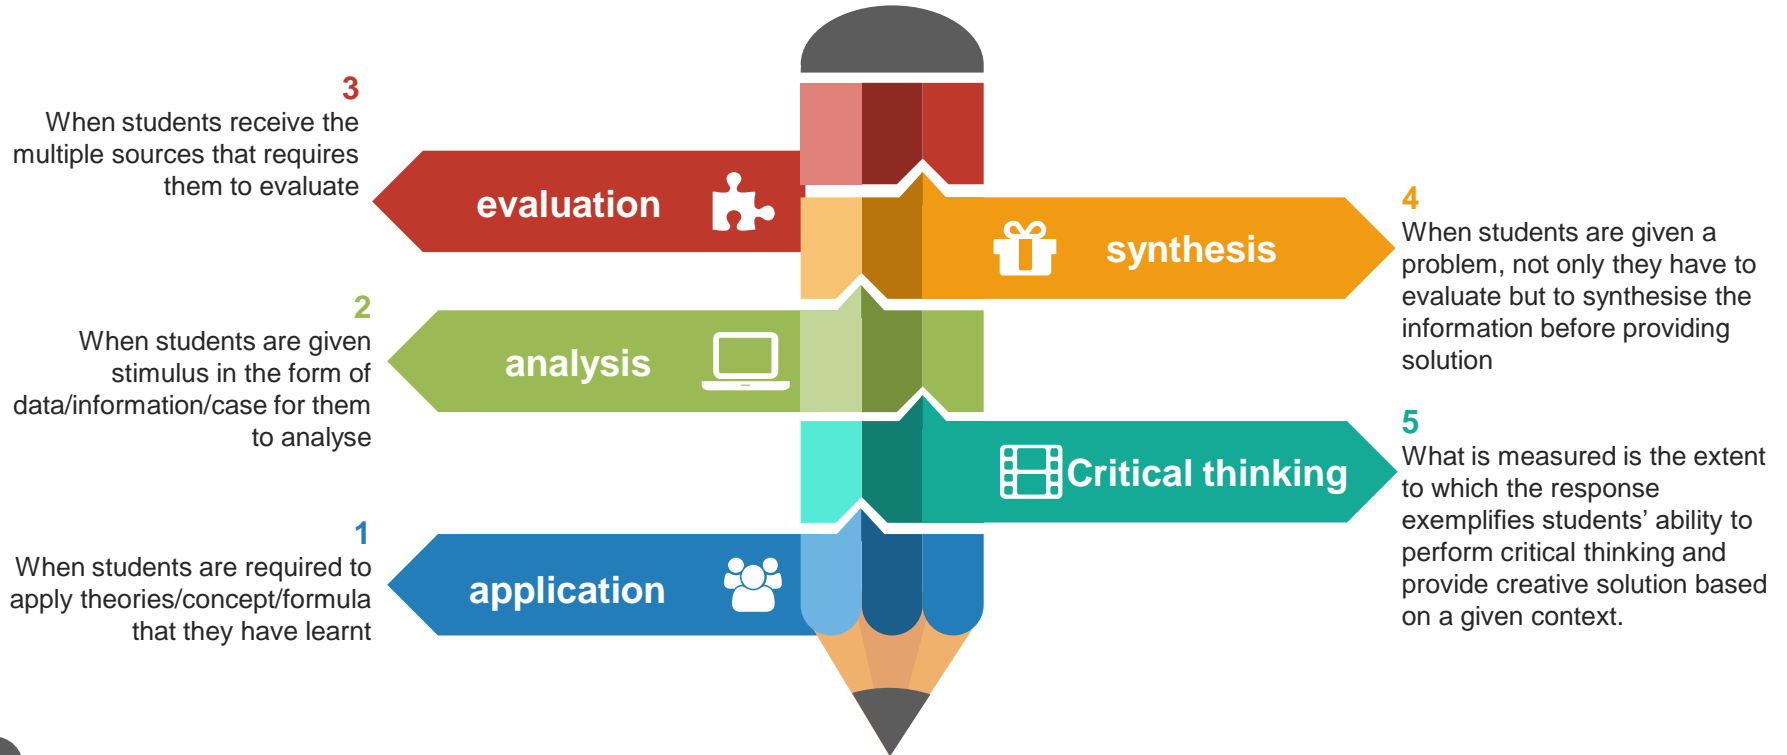 3
When students receive the
multiple sources that requires
them to evaluate
evaluation
4
When students are given a
problem, not only they have to
evaluate but to synthesise the
information before providing
solution
synthesis
2
When students are given
stimulus in the form of
data/information/case for them
to analyse
analysis
5
What is measured is the extent
to which the response
exemplifies students’ ability to
perform critical thinking and
provide creative solution based
on a given context.
Critical thinking
1
When students are required to
apply theories/concept/formula
that they have learnt
application